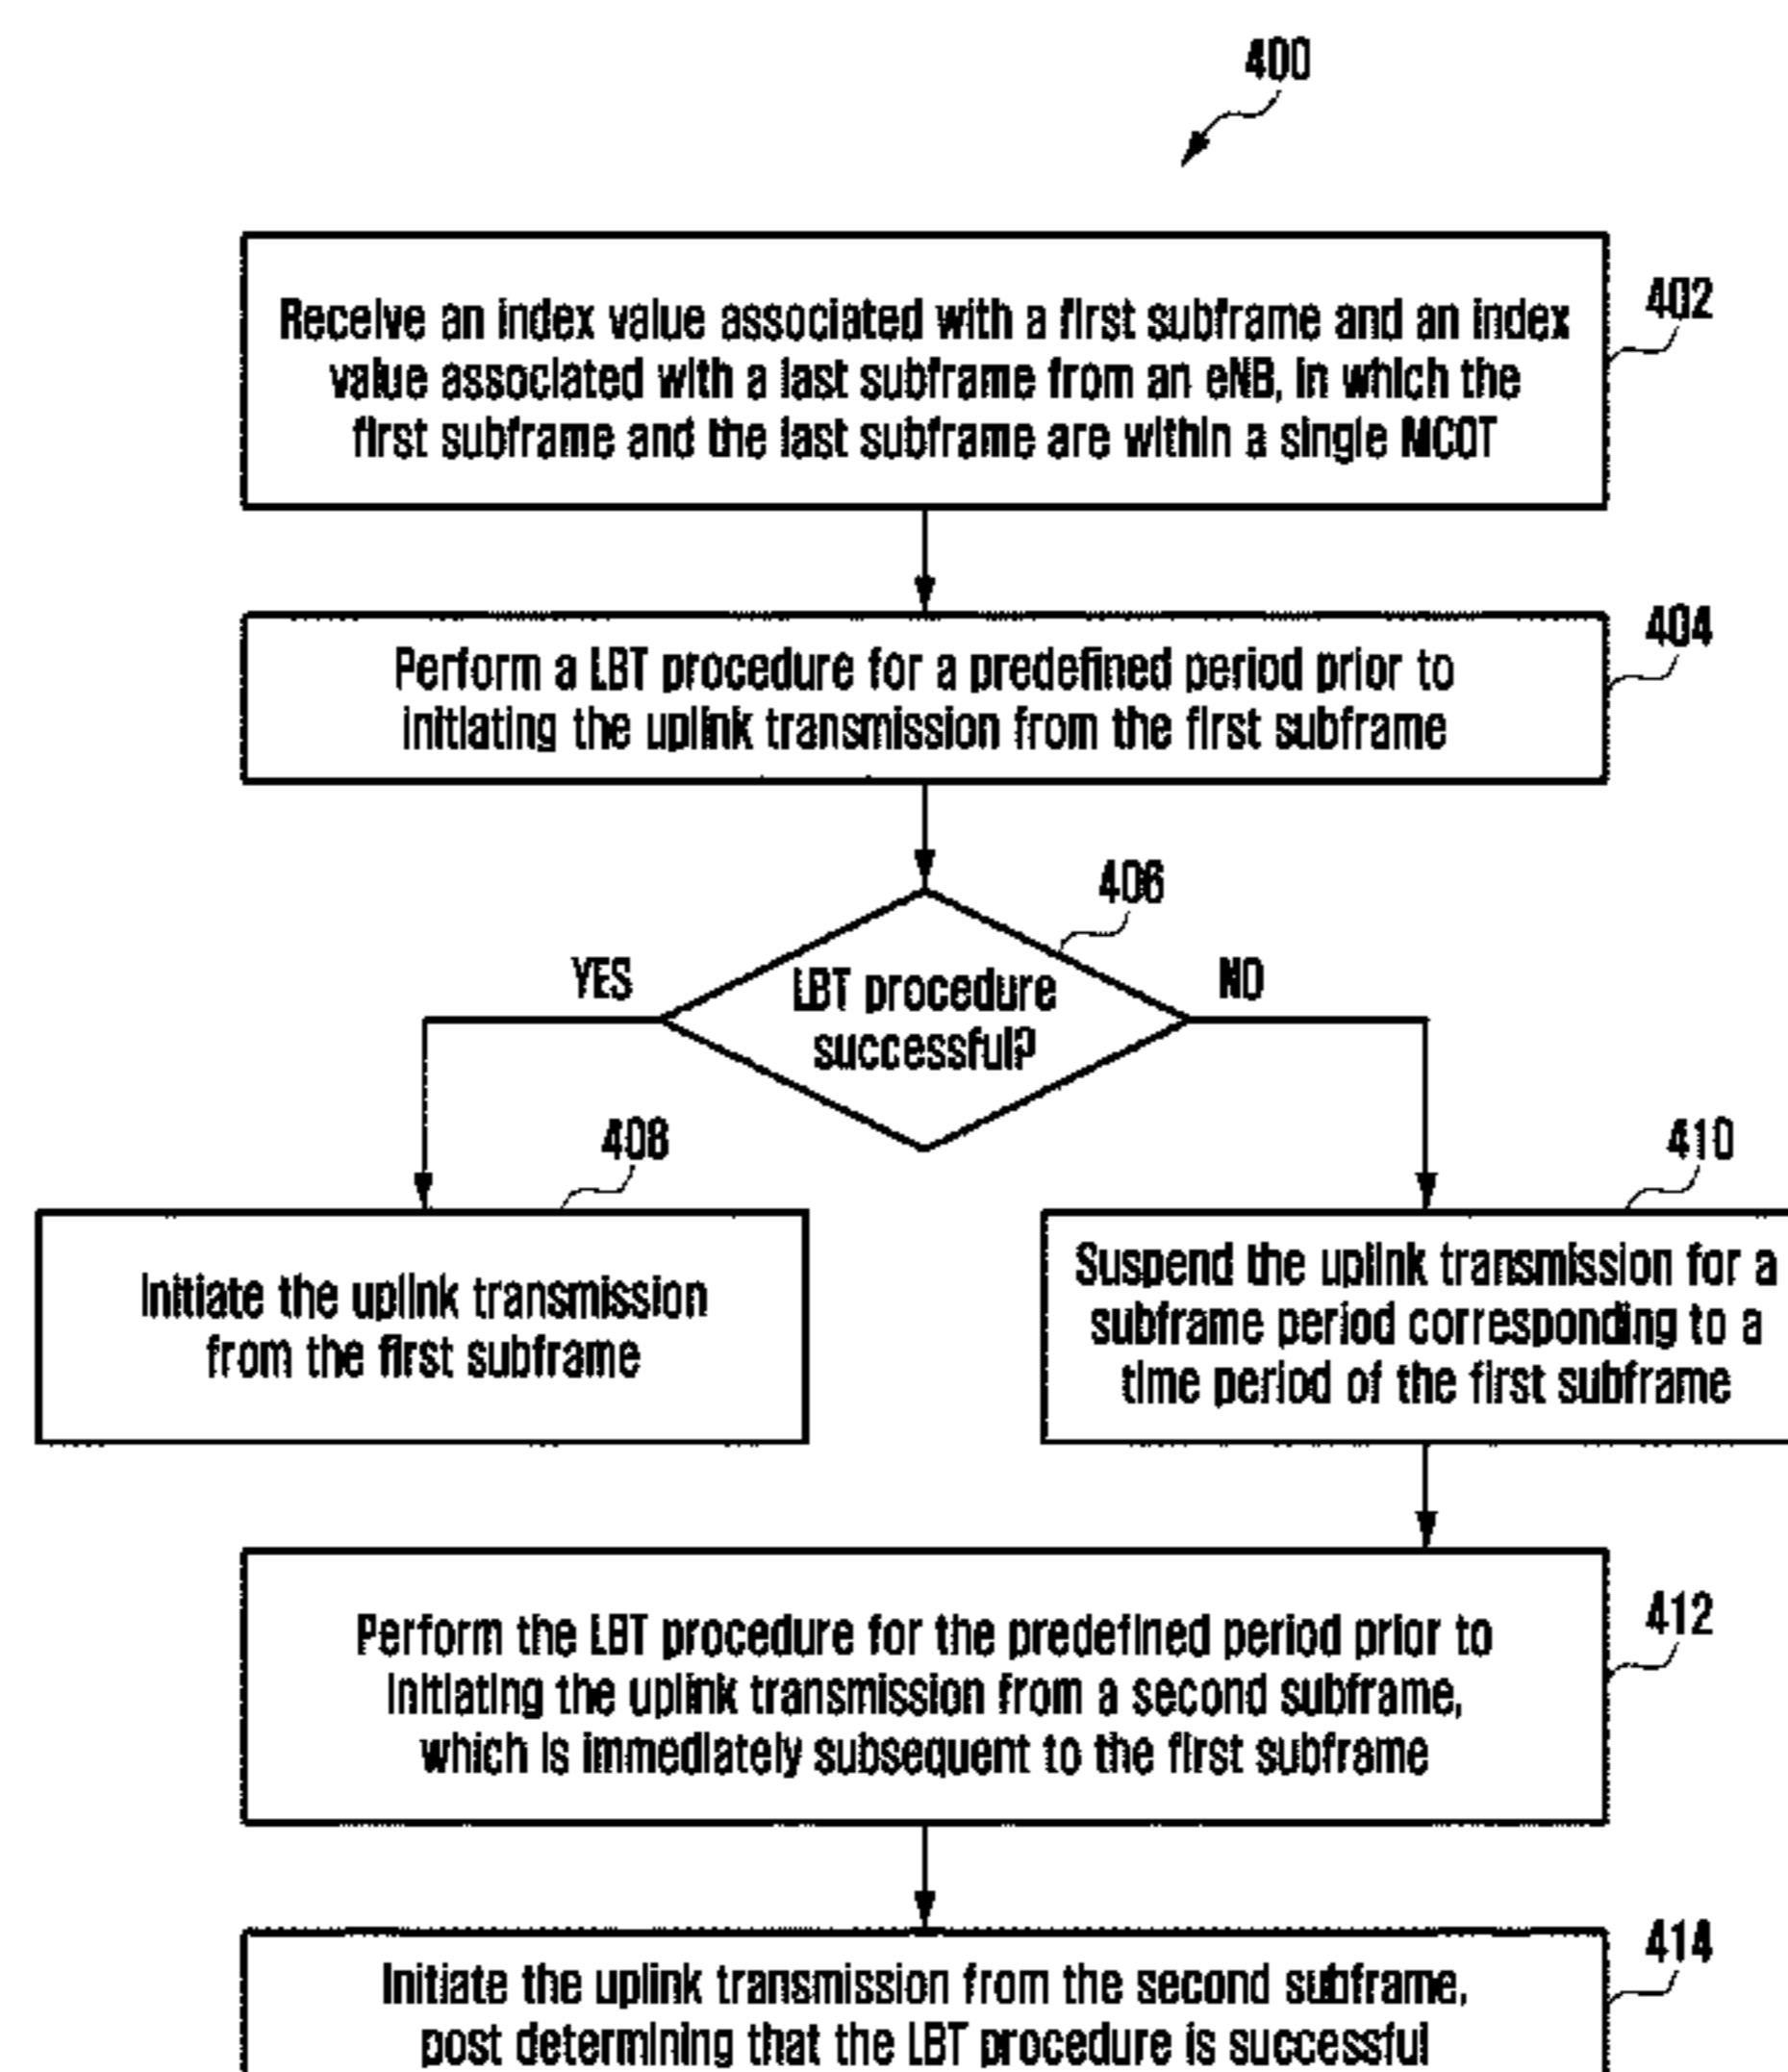 400
Receive an index value associated with a first subframe and an index
value associated with a last subframe from an eNB, in which the
first subframe and the last subframe are within a single MCOT
402
Perform a LBT procedure for a predefined period prior to
initiating the uplink transmission from the first subframe
404
406
YES
LBT procedure
successful?
NO
408
Initiate the uplink transmission
from the first subframe
410
Suspend the uplink transmission for a
subframe period corresponding to a
time period of the first subframe
Perform the LBT procedure for the predefined period prior to
initiating the uplink transmission from a second subframe,
which is immediately subsequent to the first subframe
412
Initiate the uplink transmission from the second subframe,
post determining that the LBT procedure is successful
414